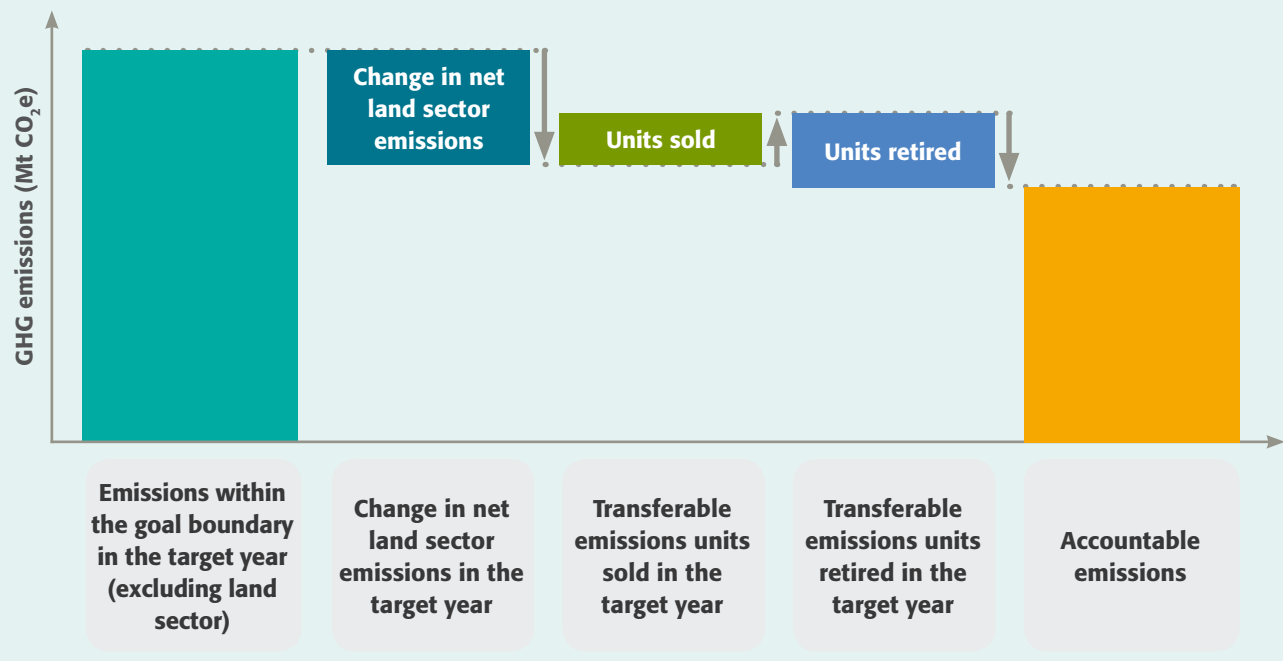 GHG emissions (Mt CO₂e)
Change in net
land sector
emissions
Units sold
Units retired
Emissions within
the goal boundary
in the target year
(excluding land
sector)
Change in net
land sector
emissions in the
target year
Transferable
emissions units
sold in the
target year
Transferable
emissions units
retired in the
target year
Accountable
emissions